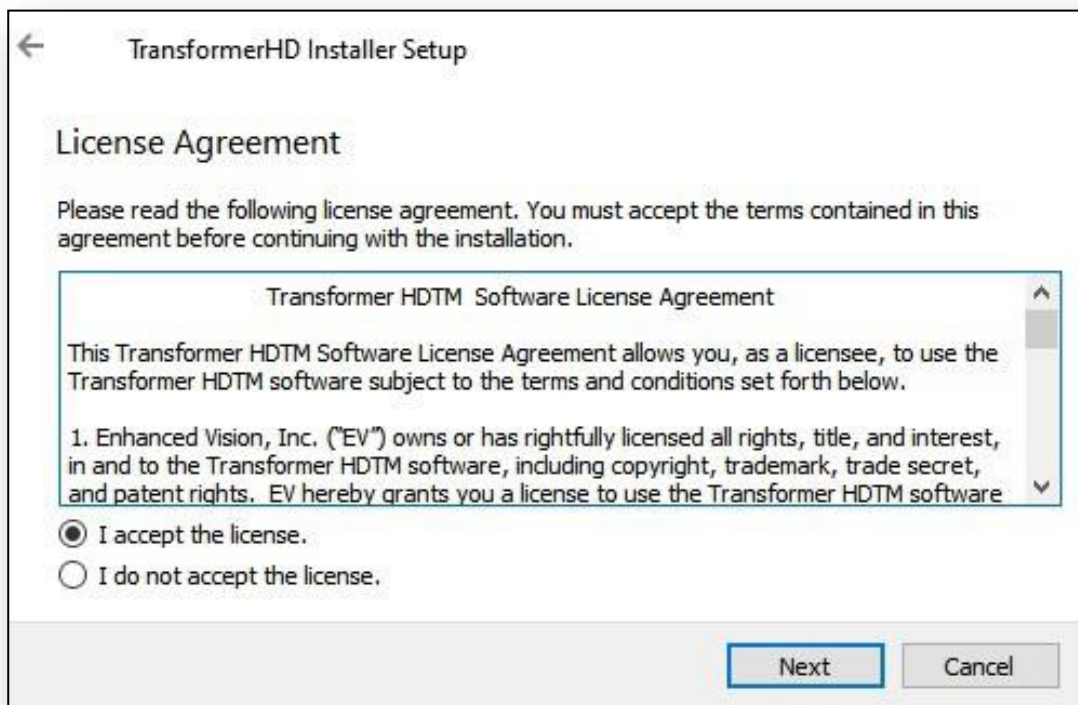 TransformerHD Installer Setup
License Agreement
Please read the following license agreement. You must accept the terms contained in this
agreement before continuing with the installation.
Transformer HDTM  Software License Agreement
This Transformer HDTM Software License Agreement allows you, as a licensee, to use the
Transformer HDTM software subject to the terms and conditions set forth below.
1. Enhanced Vision, Inc. ("EV") owns or has rightfully licensed all rights, title, and interest,
in and to the Transformer HDTM software, including copyright, trademark, trade secret,
and patent rights.  EV hereby grants you a license to use the Transformer HDTM software
I accept the license.
I do not accept the license.
Next
Cancel